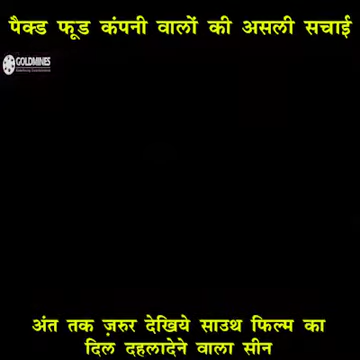 पैक्ड फूड कंपनी वालों की असली सचाई
GOLDMINES
अंत तक ज़रुर देखिये साउथ फिल्म का
दिल दहलादेने वाला सीन